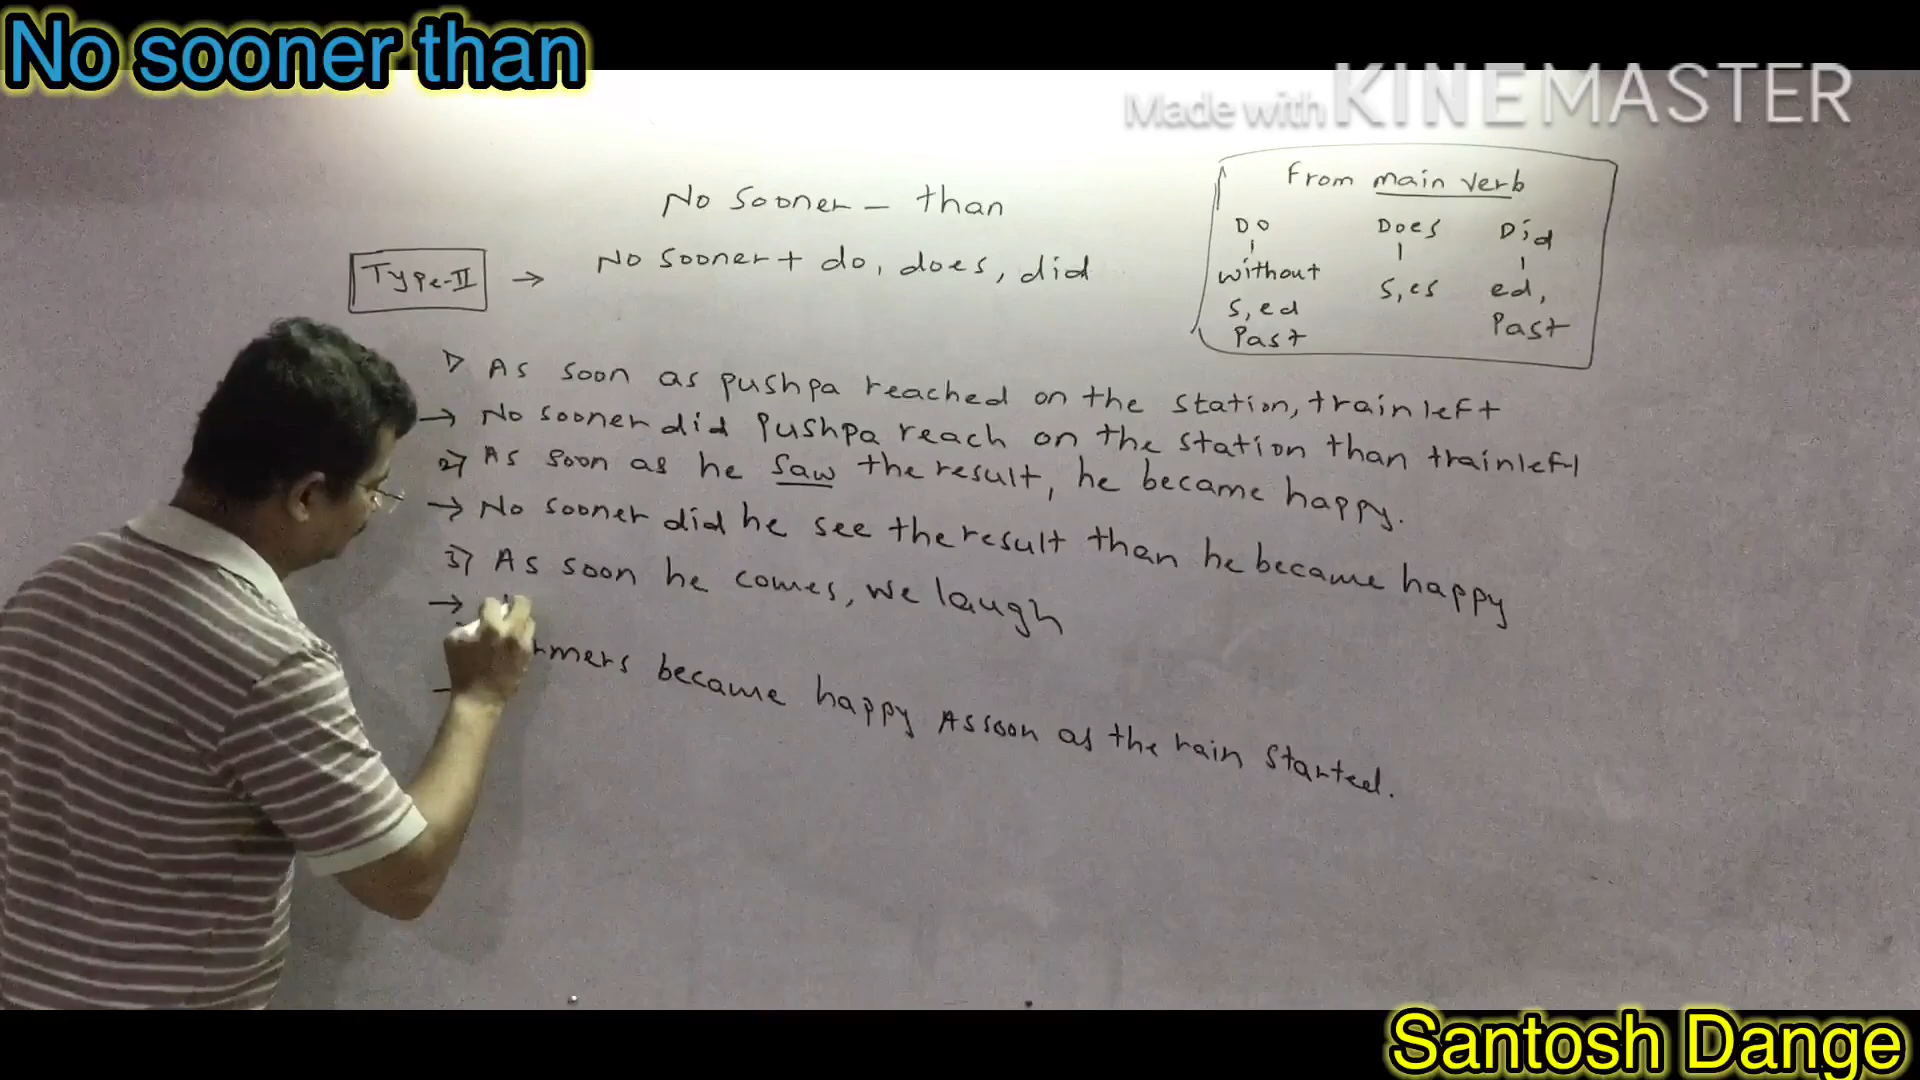 No sooner than
Made with KINEMASTER
No sooner - than
Type-II → No sooner + do, does, did
From main verb
Do Does Did
without s, es ed,
s, ed Past
Past
1) As soon as pushpa reached on the station, train left
→ No sooner did Pushpa reach on the station than train left
2) As soon as he saw the result, he became happy.
→ No sooner did he see the result than he became happy
3) As soon he comes, we laugh
→
became happy As soon as the rain started.
Santosh Dange